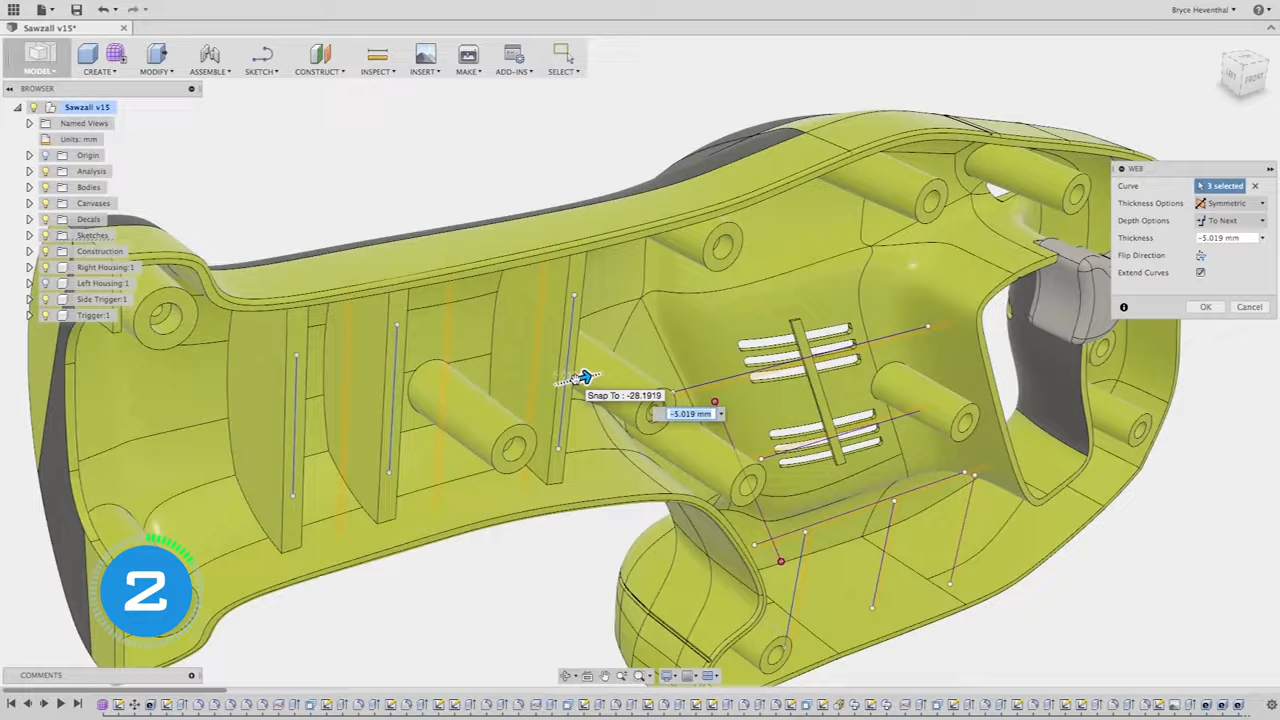 Bryce Heventhal
Sawzall v15*
MODEL
CREATE
MODIFY
ASSEMBLE
SKETCH
CONSTRUCT
INSPECT
INSERT
MAKE
ADD-INS
SELECT
BROWSER
Sawzall v15
Named Views
Units: mm
Origin
Analysis
Bodies
Canvases
Decals
Sketches
Construction
Right Housing:1
Left Housing:1
Side Trigger:1
Trigger:1
LEFT
FRONT
WEB
Curve 3 selected
Thickness Options Symmetric
Depth Options To Next
Thickness -5.019 mm
Flip Direction
Extend Curves
OK Cancel
Snap To : -28.1919
-5.019 mm
2
COMMENTS